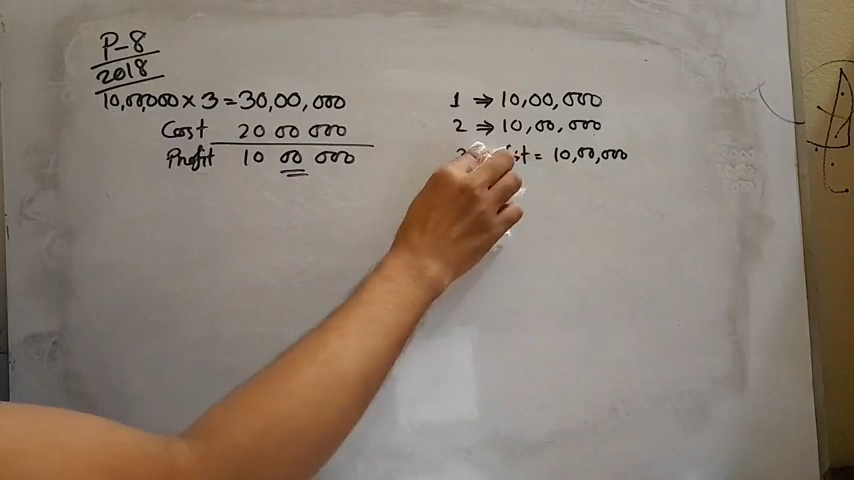 P-8
2018
10,00,000 × 3 = 30,00,000
Cost 20 00 000
Profit 10 00 000
1 ⇒ 10,00,000
2 ⇒ 10,00,000
= 10,00,000